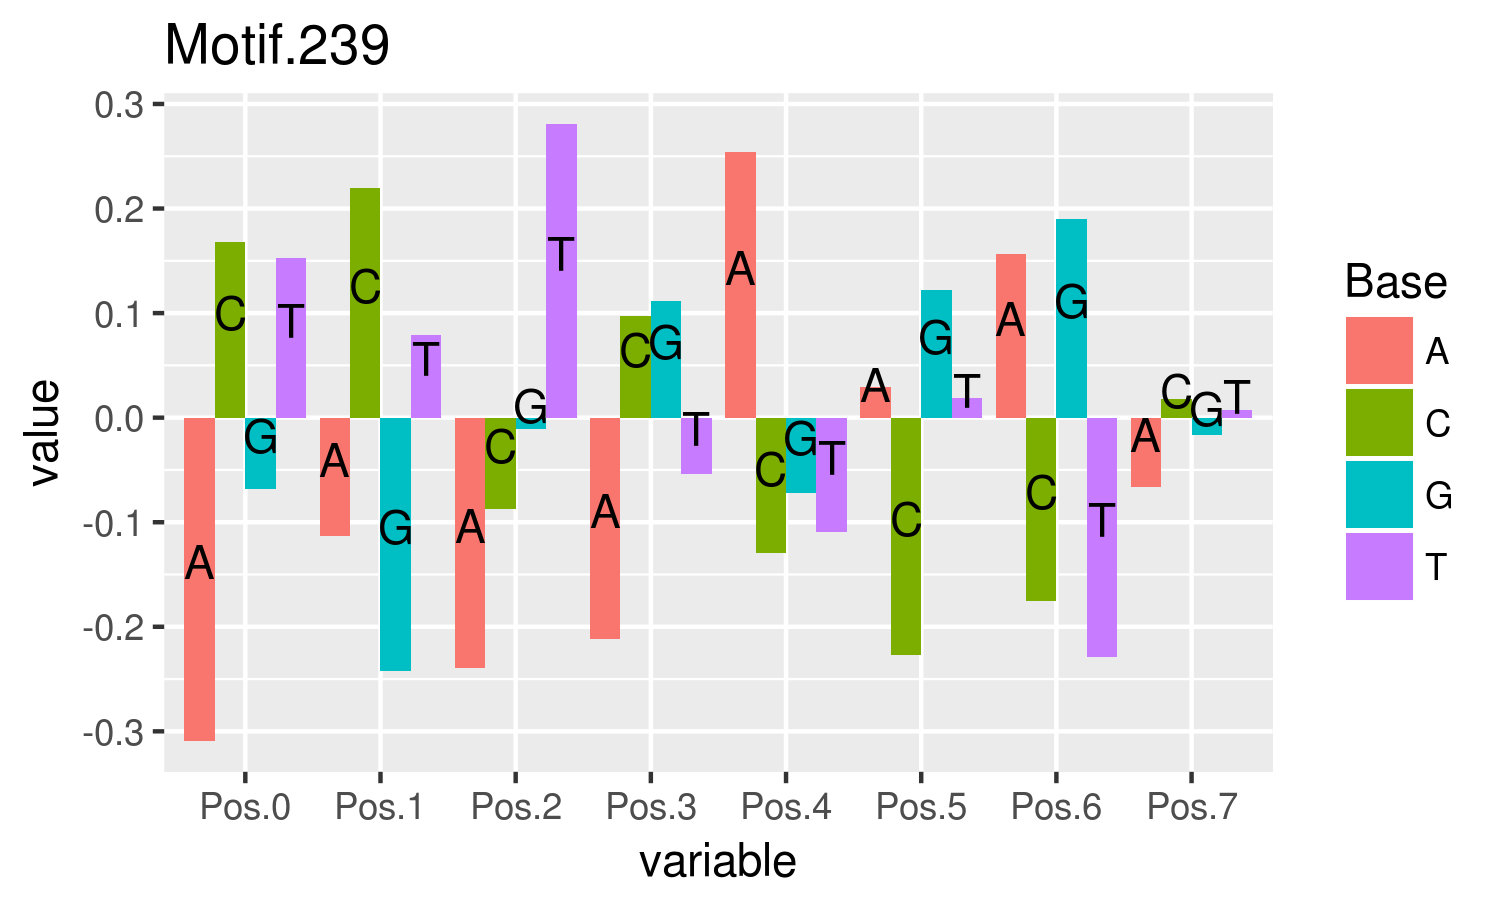 Motif.239
value
0.3
0.2
0.1
0.0
-0.1
-0.2
-0.3
A C G T
A C G T
A C G T
A C G T
A C G T
A C G T
A C G T
A C G T
Pos.0 Pos.1 Pos.2 Pos.3 Pos.4 Pos.5 Pos.6 Pos.7
variable
Base
A
C
G
T